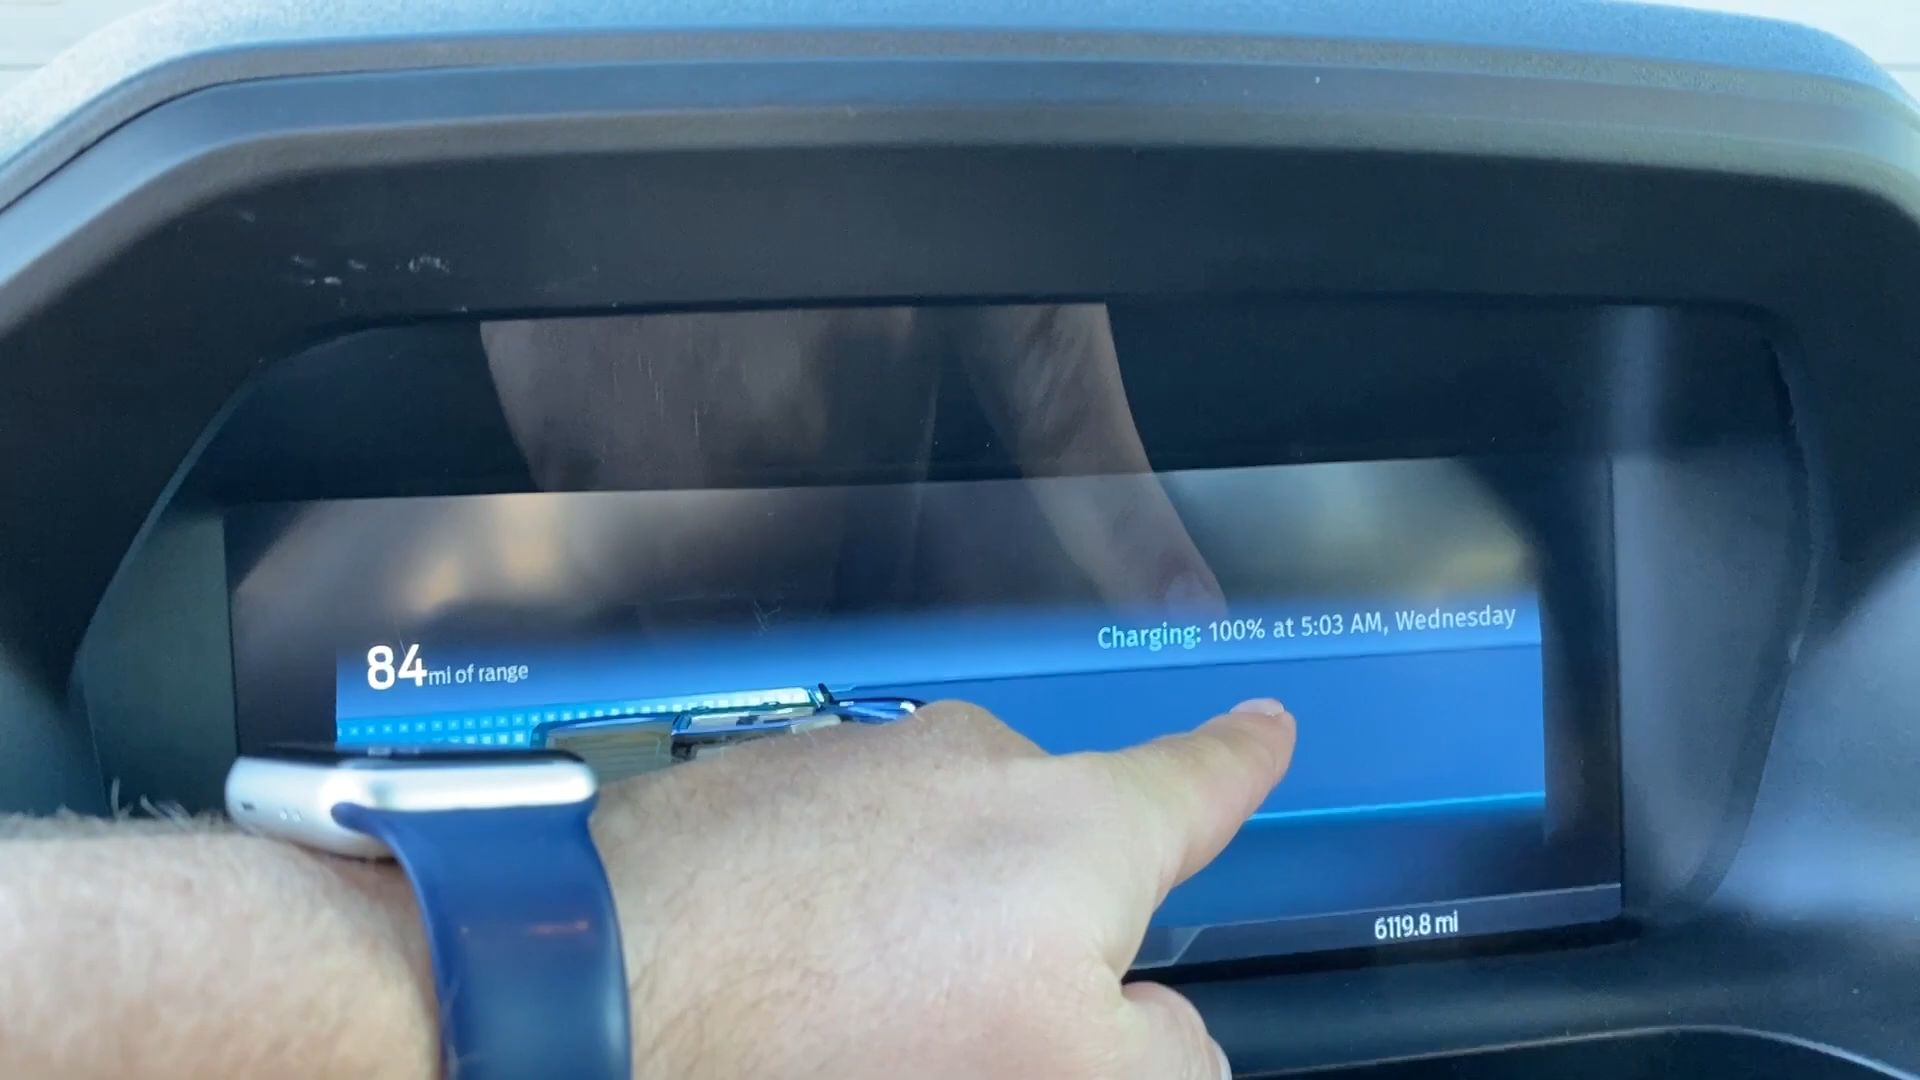 Charging: 100% at 5:03 AM, Wednesday
84 mi of range
6119.8 mi